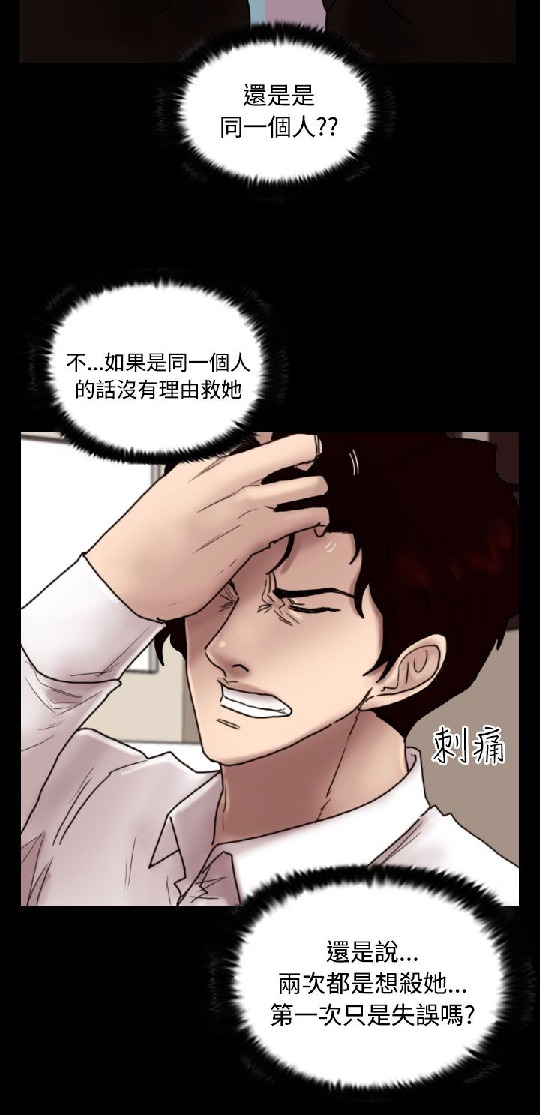 還是是
同一個人??
不...如果是同一個人
的話沒有理由救她
刺痛
還是說...
兩次都是想殺她...
第一次只是失誤嗎?